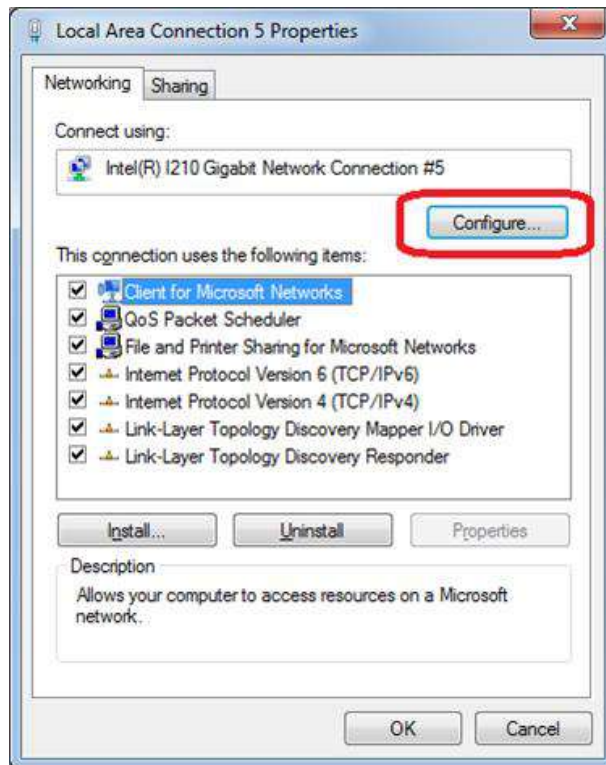 Local Area Connection 5 Properties
Networking
Sharing
Connect using:
Intel(R) I210 Gigabit Network Connection #5
Configure...
This connection uses the following items:
Client for Microsoft Networks
QoS Packet Scheduler
File and Printer Sharing for Microsoft Networks
Internet Protocol Version 6 (TCP/IPv6)
Internet Protocol Version 4 (TCP/IPv4)
Link-Layer Topology Discovery Mapper I/O Driver
Link-Layer Topology Discovery Responder
Install...
Uninstall
Properties
Description
Allows your computer to access resources on a Microsoft
network.
OK
Cancel